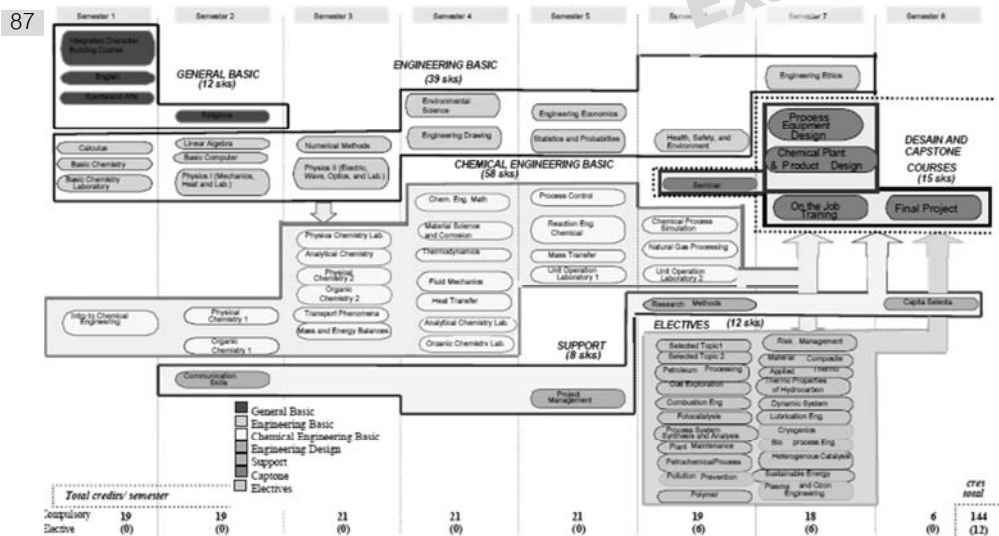 87
Semester 1
Semester 2
Semester 3
Semester 4
Semester 5
Semester 7
Semester 8
Integrated Character
Building Course
English
Sports and Arts
GENERAL BASIC
(12 sks)
Religions
ENGINEERING BASIC
(39 sks)
Environmental
Science
Engineering Drawing
Engineering Economics
Statistics and Probabilites
Health, Safety, and
Environment
Engineering Ethics
Calculus
Basic Chemistry
Basic Chemistry
Laboratory
Linear Algebra
Basic Computer
Physics I (Mechanics,
Heat and Lab.)
Numerical Methods
Physics II (Electric,
Wave, Optics, and Lab.)
CHEMICAL ENGINEERING BASIC
(58 sks)
Seminar
Process
Equipment
Design
Chemical Plant
& Product Design
On the Job
Training
Final Project
DESAIN AND
CAPSTONE
COURSES
(15 sks)
Intro to Chemical
Engineering
Physical
Chemistry 1
Organic
Chemistry 1
Physica Chemistry Lab.
Analytical Chemistry
Physical
Chemistry 2
Organic
Chemistry 2
Transport Phenomena
Mass and Energy Balances
Chem. Eng. Math
Material Science
and Corrosion
Thermodynamics
Fluid Mechanics
Heat Transfer
Analytical Chemistry Lab.
Organic Chemistry Lab.
Process Control
Reaction Eng.
Chemical
Mass Transfer
Unit Operation
Laboratory 1
Chemical Process
Simulation
Natural Gas Processing
Unit Operation
Laboratory 2
Research Methods
Capita Selecta
SUPPORT
(8 sks)
Communication
Skills
Project
Management
ELECTIVES (12 sks)
Selected Topic1
Selected Topic 2
Petroleum Processing
Gas Exploration
Combustion Eng.
Fotocatalysis
Process System
Synthesis and Analysis
Plant Maintenance
PetrochemicalProcess
Pollution Prevention
Polymer
Risk Management
Material Composite
Applied Thermo
Thermo Properties
of Hydrocarbon
Dynamic System
Lubrication Eng.
Cryogenics
Bio process Eng.
Heterogenous Catalysis
Sustainable Energy
Plasma and Ozon
Engineering
General Basic
Engineering Basic
Chemical Engineering Basic
Engineering Design
Support
Captone
Electives
Total credits/ semester
cres
total
Compulsory 19 19 21 21 21 19 18 6 144
Elective (0) (0) (0) (0) (0) (6) (6) (0) (12)